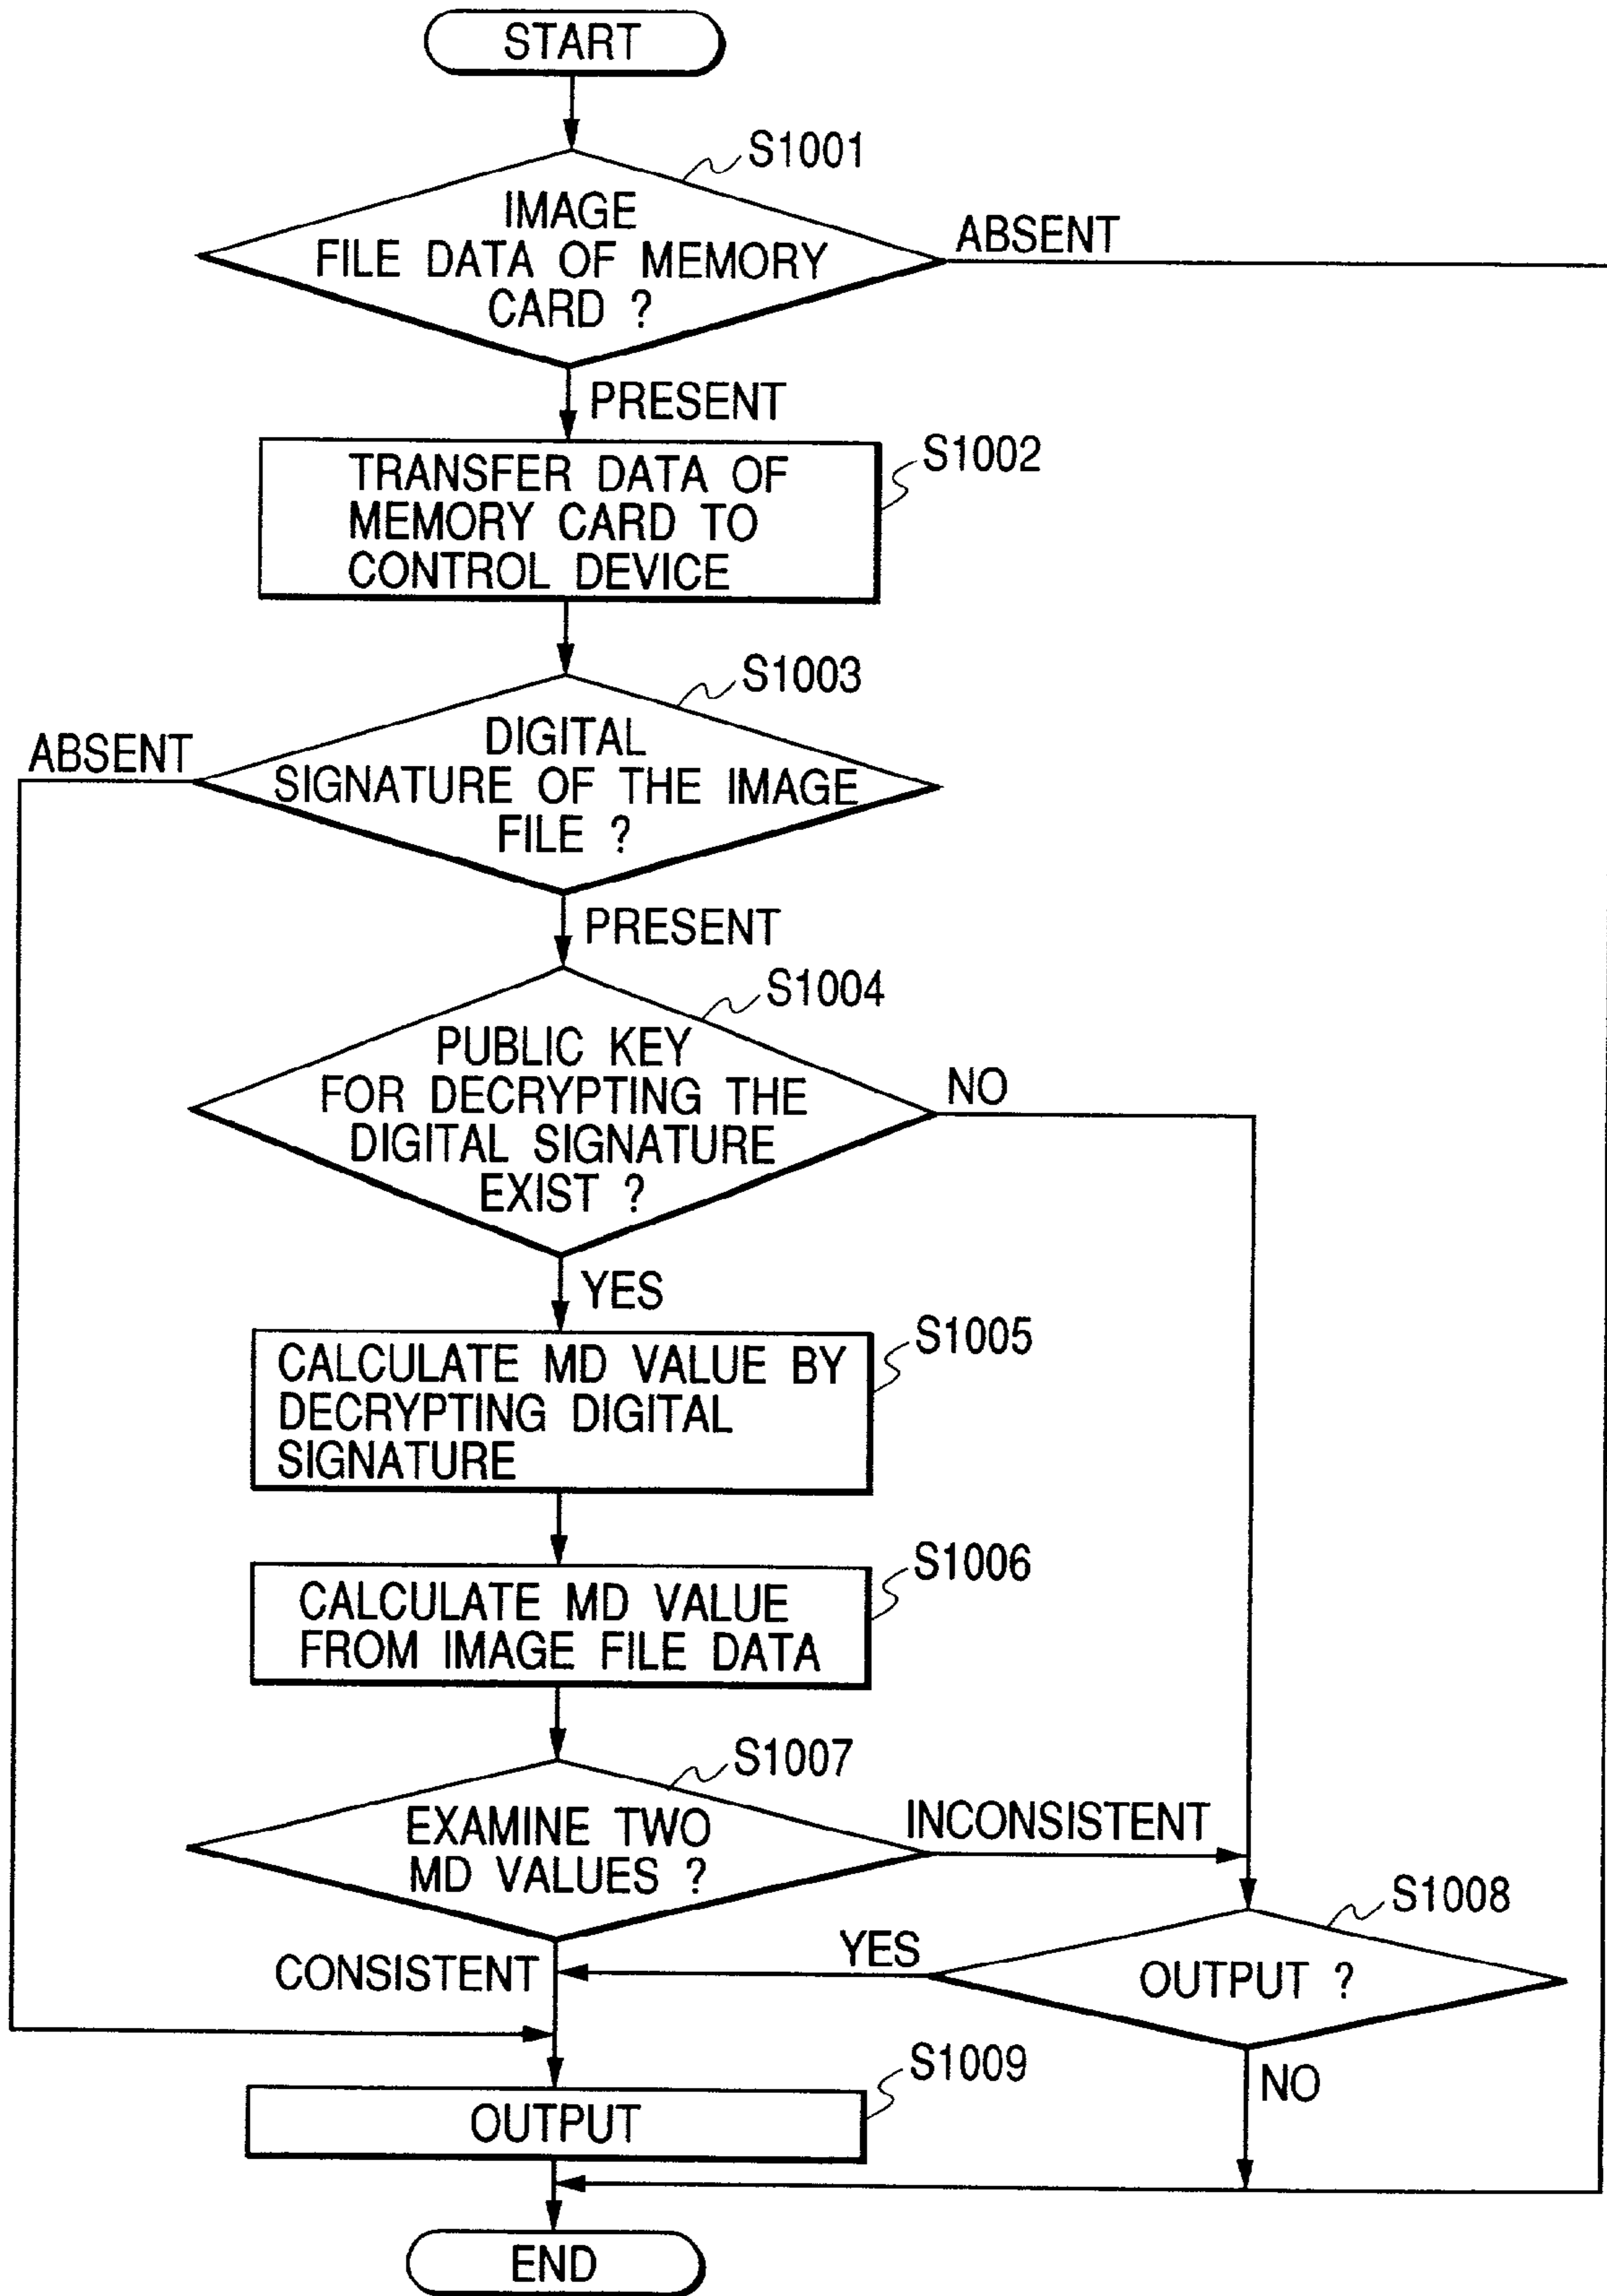 START
S1001
IMAGE
FILE DATA OF MEMORY
CARD ?
ABSENT
PRESENT
S1002
TRANSFER DATA OF
MEMORY CARD TO
CONTROL DEVICE
S1003
ABSENT
DIGITAL
SIGNATURE OF THE IMAGE
FILE ?
PRESENT
S1004
PUBLIC KEY
FOR DECRYPTING THE
DIGITAL SIGNATURE
EXIST ?
NO
YES
S1005
CALCULATE MD VALUE BY
DECRYPTING DIGITAL
SIGNATURE
S1006
CALCULATE MD VALUE
FROM IMAGE FILE DATA
S1007
EXAMINE TWO
MD VALUES ?
INCONSISTENT
S1008
CONSISTENT
YES
OUTPUT ?
S1009
NO
OUTPUT
END